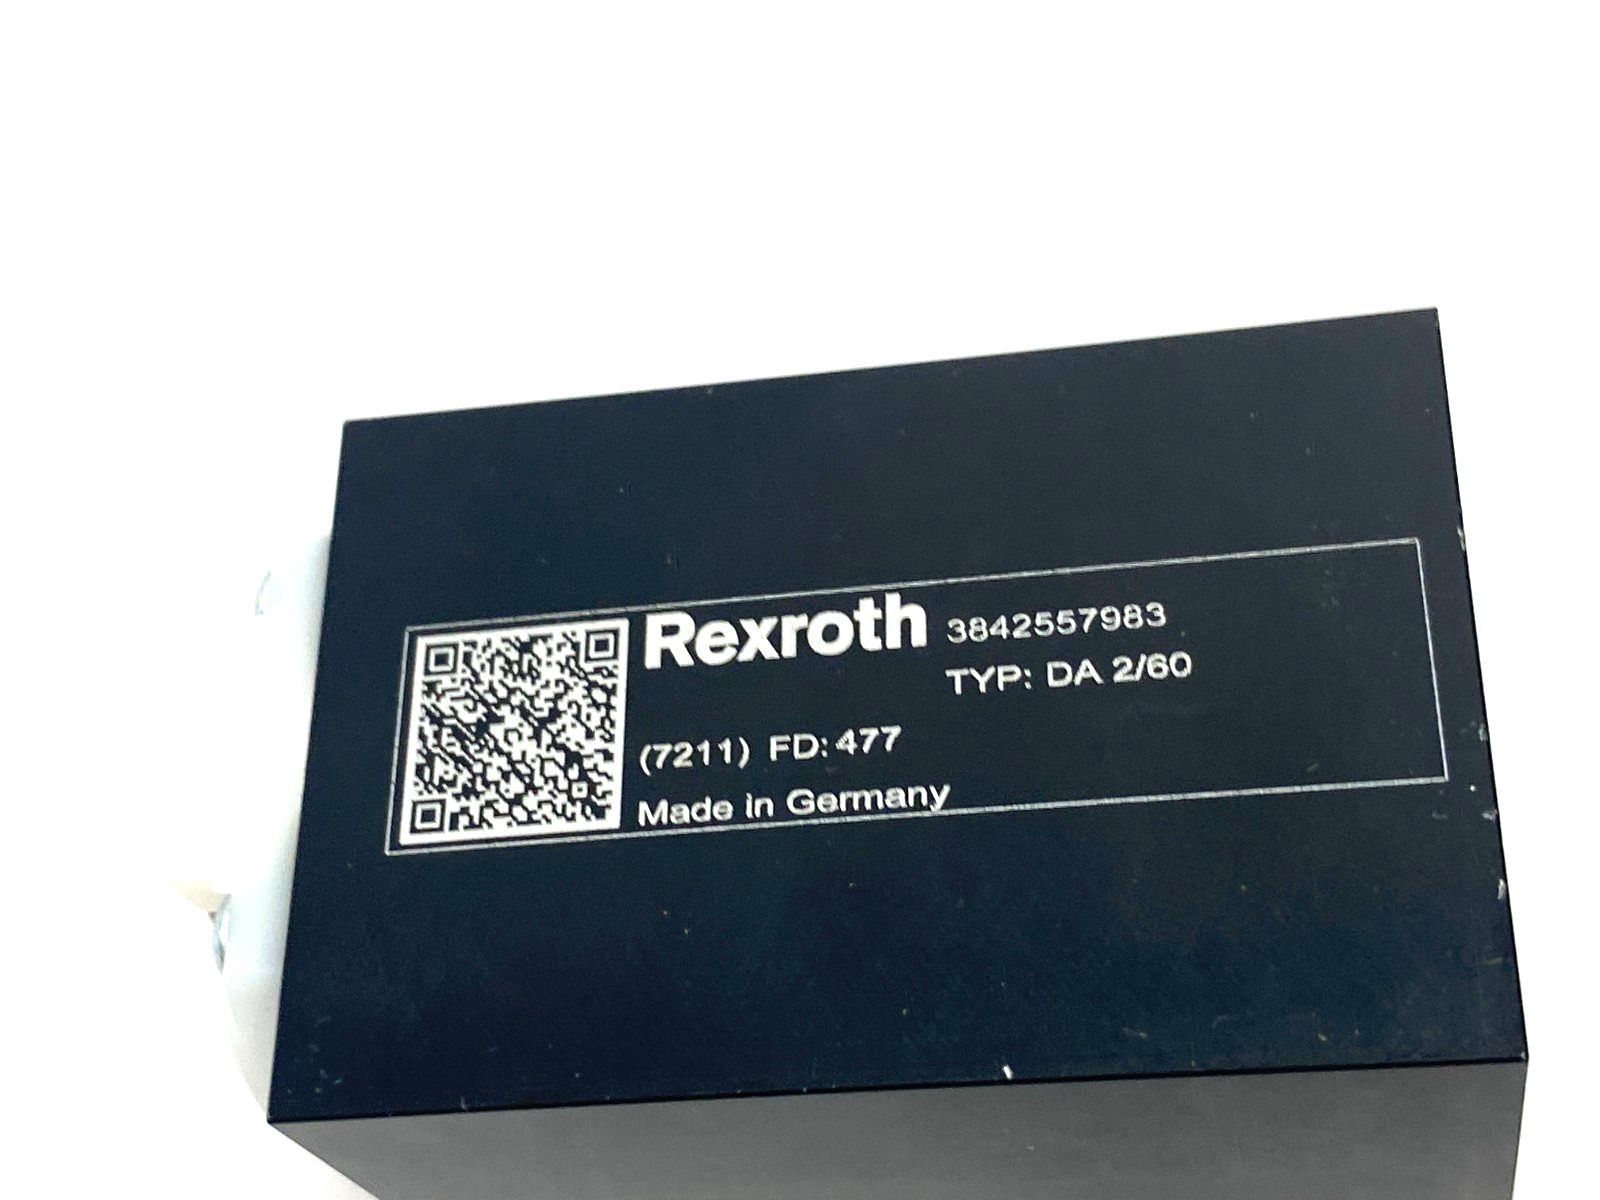 Rexroth 3842557983
TYP: DA 2/60
(7211) FD: 477
Made in Germany